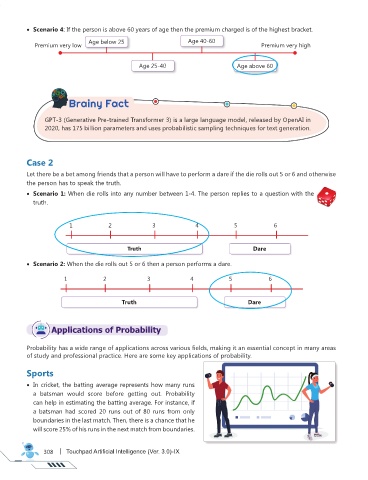 • Scenario 4: If the person is above 60 years of age then the premium charged is of the highest bracket.
Premium very low
Age below 25
Age 40-60
Premium very high
Age 25-40
Age above 60
Brainy Fact
GPT-3 (Generative Pre-trained Transformer 3) is a large language model, released by OpenAI in
2020, has 175 billion parameters and uses probabilistic sampling techniques for text generation.
Case 2
Let there be a bet among friends that a person will have to perform a dare if the die rolls out 5 or 6 and otherwise
the person has to speak the truth.
• Scenario 1: When die rolls into any number between 1-4. The person replies to a question with the
truth.
1 2 3 4 5 6
Truth Dare
• Scenario 2: When the die rolls out 5 or 6 then a person performs a dare.
1 2 3 4 5 6
Truth Dare
Applications of Probability
Probability has a wide range of applications across various fields, making it an essential concept in many areas
of study and professional practice. Here are some key applications of probability.
Sports
• In cricket, the batting average represents how many runs
a batsman would score before getting out. Probability
can help in estimating the batting average. For instance, if
a batsman had scored 20 runs out of 80 runs from only
boundaries in the last match. Then, there is a chance that he
will score 25% of his runs in the next match from boundaries.
308 | Touchpad Artificial Intelligence (Ver. 3.0)-IX